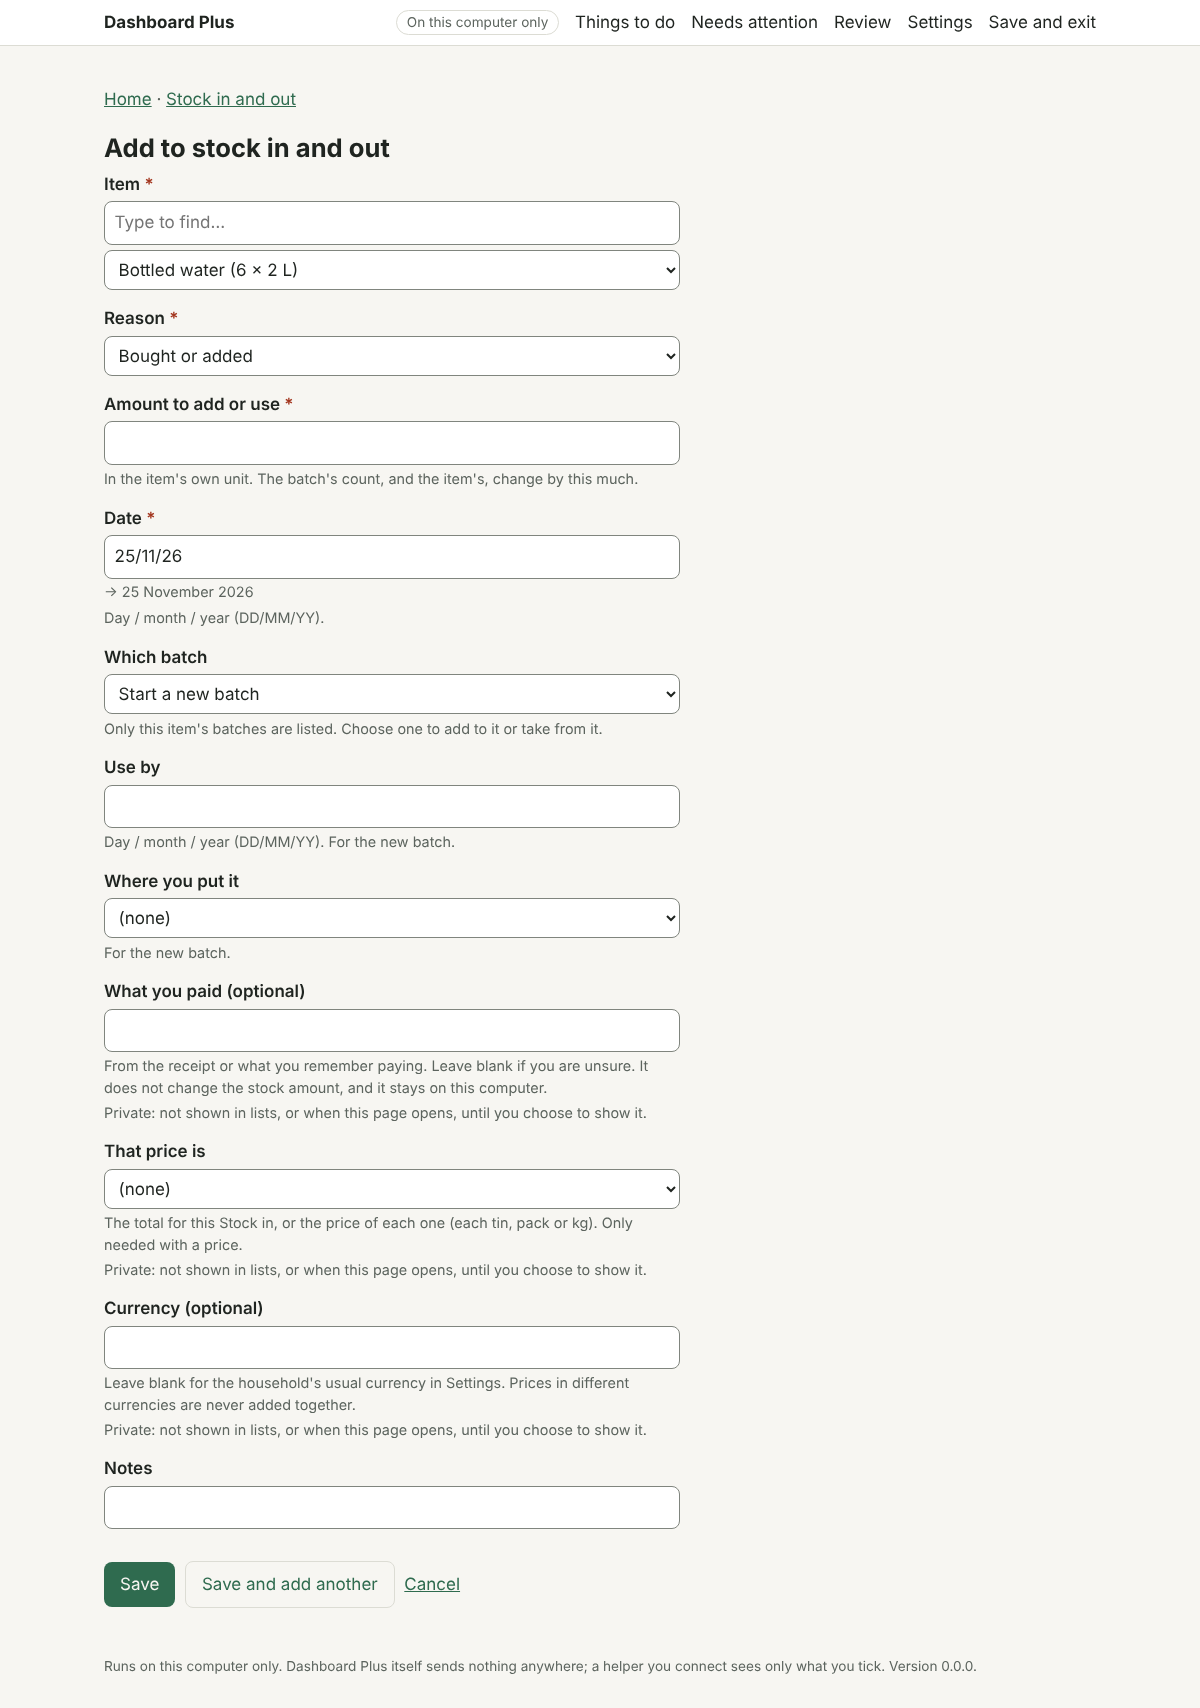 Dashboard Plus
On this computer only
Things to do
Needs attention
Review
Settings
Save and exit
Home · Stock in and out
Add to stock in and out
Item *
Type to find...
Bottled water (6 × 2 L)
Reason *
Bought or added
Amount to add or use *
In the item's own unit. The batch's count, and the item's, change by this much.
Date *
25/11/26
→ 25 November 2026
Day / month / year (DD/MM/YY).
Which batch
Start a new batch
Only this item's batches are listed. Choose one to add to it or take from it.
Use by
Day / month / year (DD/MM/YY). For the new batch.
Where you put it
(none)
For the new batch.
What you paid (optional)
From the receipt or what you remember paying. Leave blank if you are unsure. It
does not change the stock amount, and it stays on this computer.
Private: not shown in lists, or when this page opens, until you choose to show it.
That price is
(none)
The total for this Stock in, or the price of each one (each tin, pack or kg). Only
needed with a price.
Private: not shown in lists, or when this page opens, until you choose to show it.
Currency (optional)
Leave blank for the household's usual currency in Settings. Prices in different
currencies are never added together.
Private: not shown in lists, or when this page opens, until you choose to show it.
Notes
Save
Save and add another
Cancel
Runs on this computer only. Dashboard Plus itself sends nothing anywhere; a helper you connect sees only what you tick. Version 0.0.0.